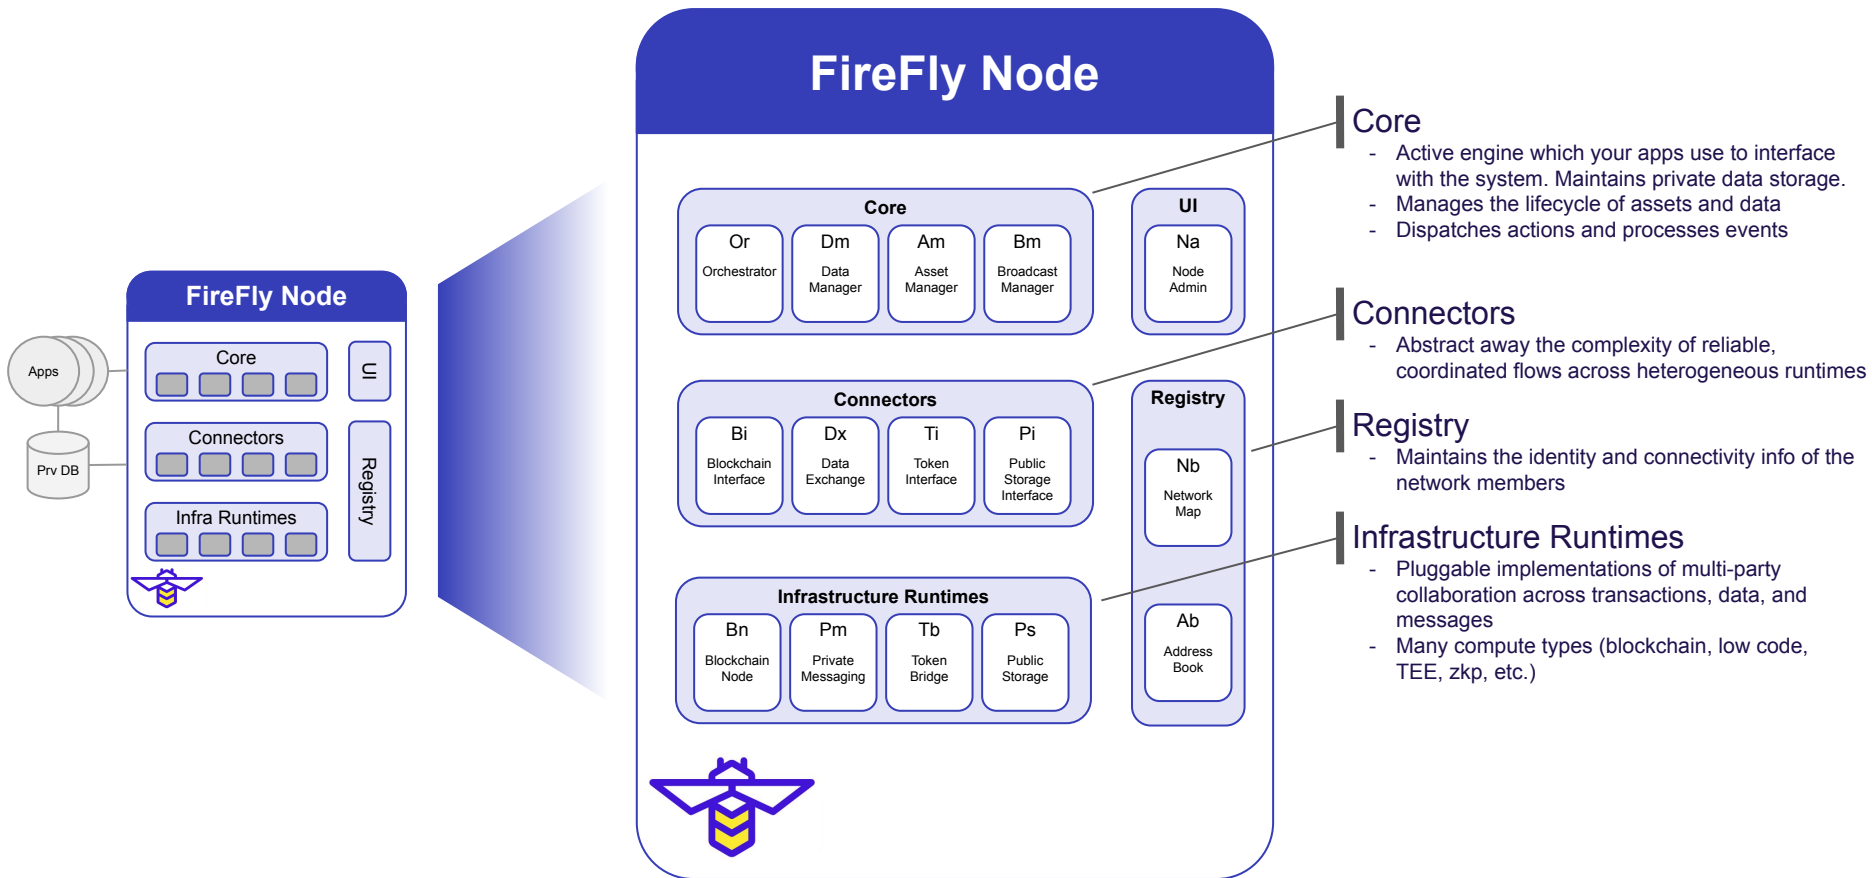 FireFly Node
Core
Connectors
Infra Runtimes
UI
Registry
Apps
Prv DB
FireFly Node
Core
Or
Orchestrator
Dm
Data
Manager
Am
Asset
Manager
Bm
Broadcast
Manager
UI
Na
Node
Admin
Connectors
Bi
Blockchain
Interface
Dx
Data
Exchange
Ti
Token
Interface
Pi
Public
Storage
Interface
Registry
Nb
Network
Map
Ab
Address
Book
Infrastructure Runtimes
Bn
Blockchain
Node
Pm
Private
Messaging
Tb
Token
Bridge
Ps
Public
Storage
Core
- Active engine which your apps use to interface
with the system. Maintains private data storage.
- Manages the lifecycle of assets and data
- Dispatches actions and processes events
Connectors
- Abstract away the complexity of reliable,
coordinated flows across heterogeneous runtimes
Registry
- Maintains the identity and connectivity info of the
network members
Infrastructure Runtimes
- Pluggable implementations of multi-party
collaboration across transactions, data, and
messages
- Many compute types (blockchain, low code,
TEE, zkp, etc.)